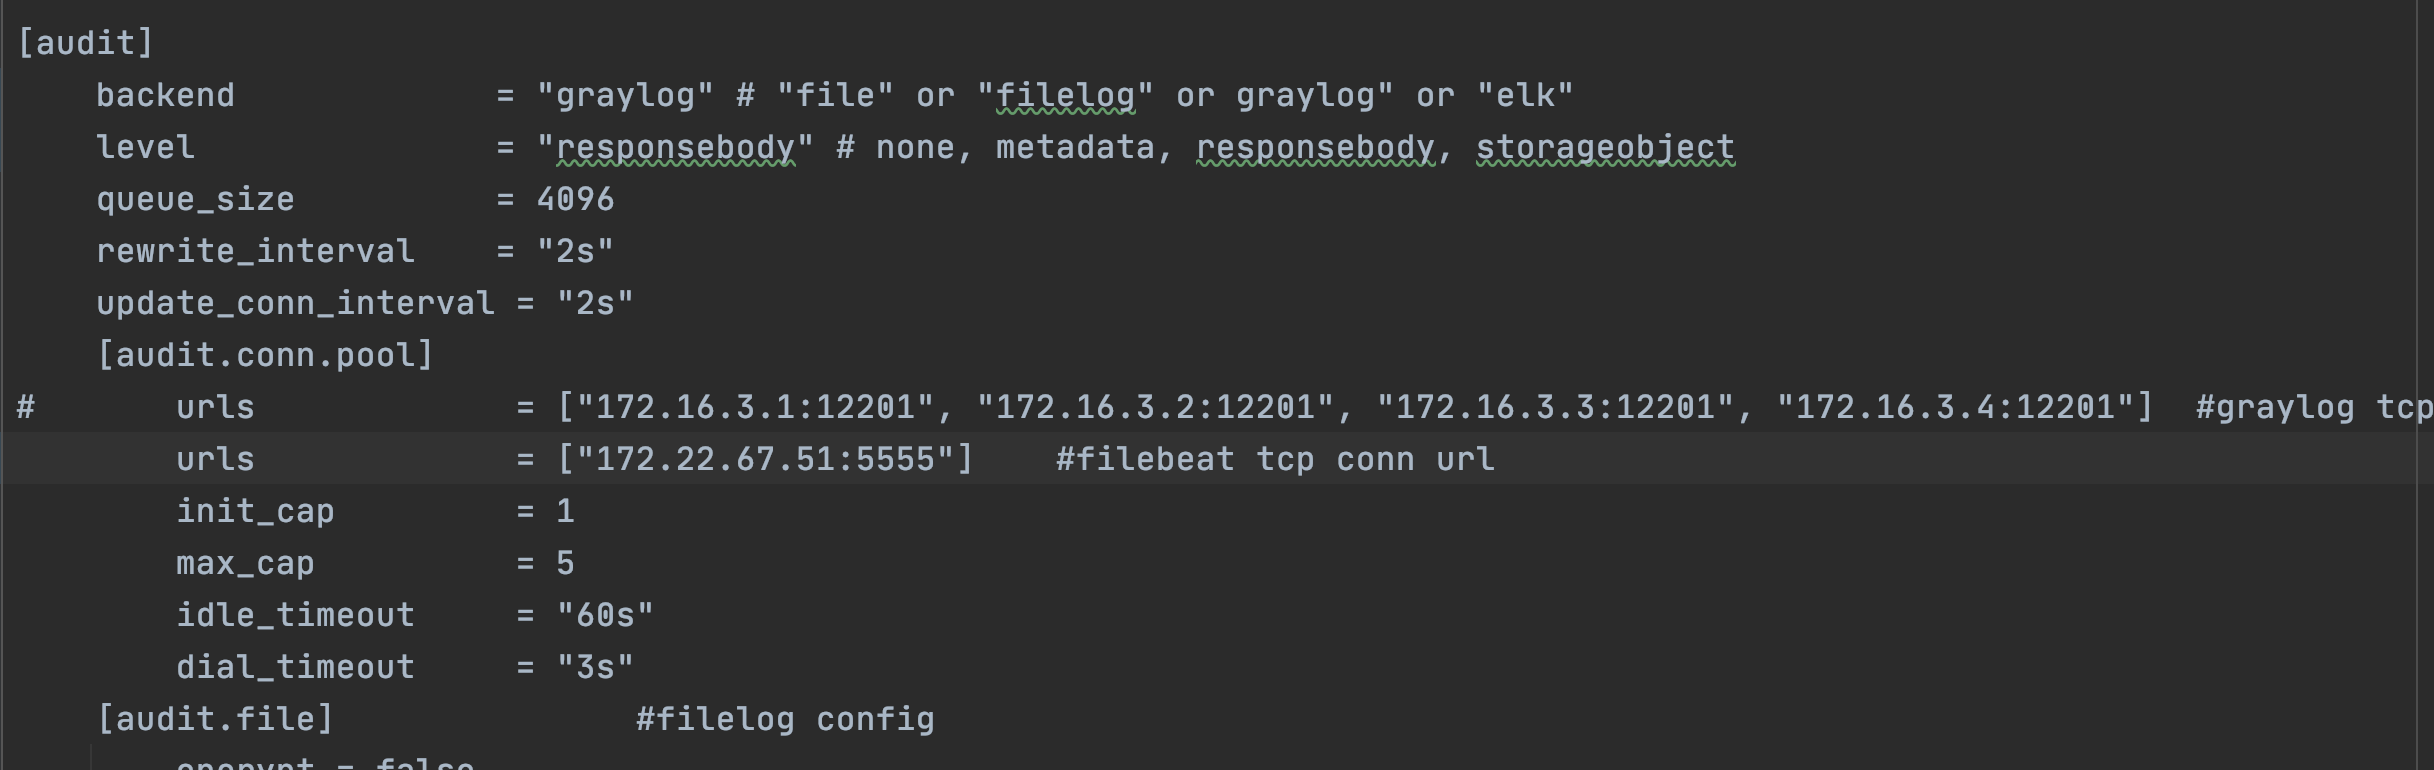 [audit]
backend = "graylog" # "file" or "filelog" or graylog" or "elk"
level = "responsebody" # none, metadata, responsebody, storageobject
queue_size = 4096
rewrite_interval = "2s"
update_conn_interval = "2s"
[audit.conn.pool]
# urls = ["172.16.3.1:12201", "172.16.3.2:12201", "172.16.3.3:12201", "172.16.3.4:12201"] #graylog tcp
urls = ["172.22.67.51:5555"] #filebeat tcp conn url
init_cap = 1
max_cap = 5
idle_timeout = "60s"
dial_timeout = "3s"
[audit.file] #filelog config
encrypt = false